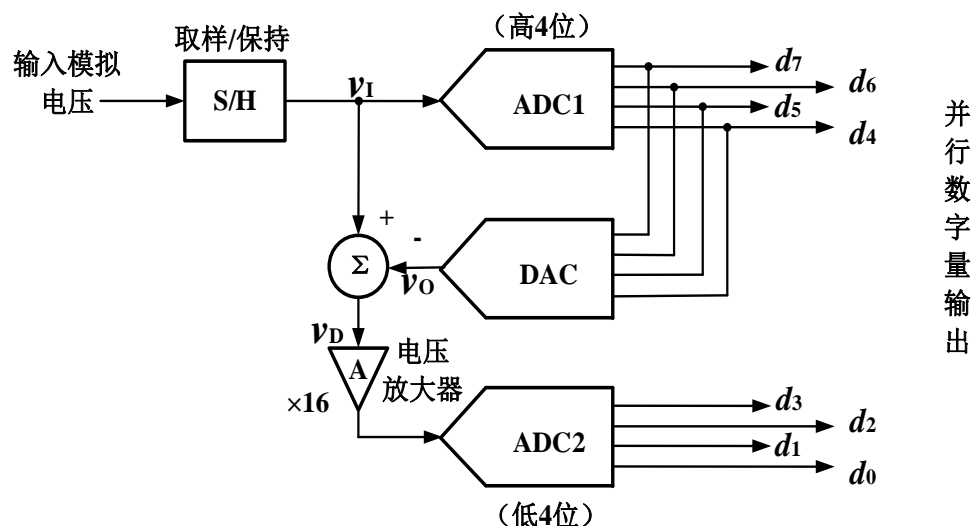 (高4位)
取样/保持
输入模拟
电压
S/H
vI
ADC1
d7
d6
d5
d4
并
行
数
字
量
输
出
+
-
Σ
vO
DAC
vD
A
×16
电压
放大器
ADC2
d3
d2
d1
d0
(低4位)